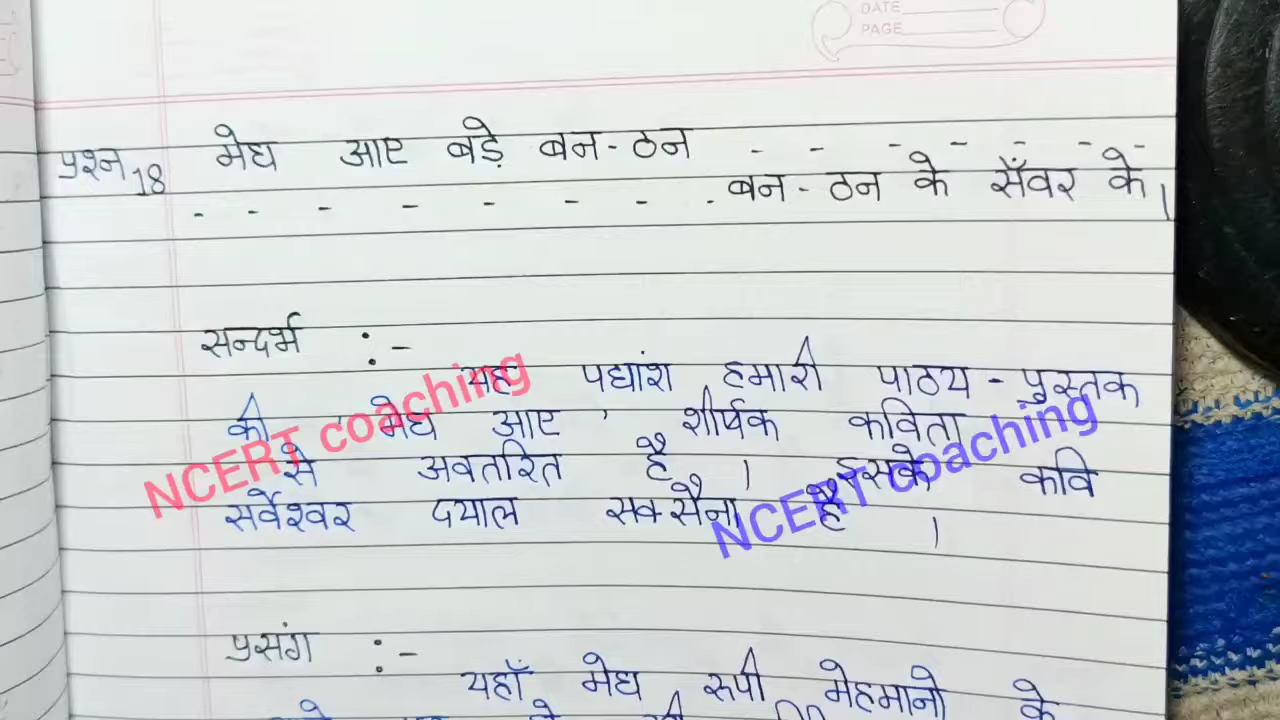 DATE
PAGE
प्रश्न 18 मेघ आए बड़े बन-ठन - - - - - - -
- - - - - - - - बन-ठन के सँवर के।
सन्दर्भ :-
यह पद्यांश हमारी पाठय-पुस्तक
की 'मेघ आए' शीर्षक कविता
से अवतरित है । इसके कवि
सर्वेश्वर दयाल सक्सैना है ।
NCERT coaching
NCERT coaching
प्रसंग :-
यहाँ मेघ रूपी मेहमानो के